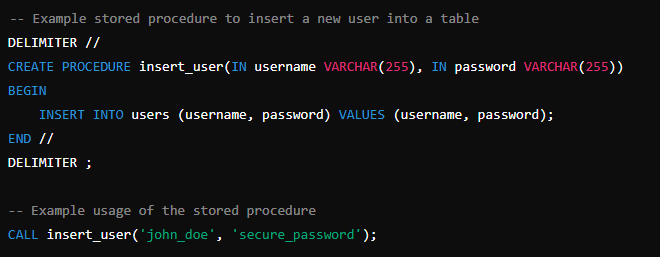 -- Example stored procedure to insert a new user into a table
DELIMITER //
CREATE PROCEDURE insert_user(IN username VARCHAR(255), IN password VARCHAR(255))
BEGIN
    INSERT INTO users (username, password) VALUES (username, password);
END //
DELIMITER ;

-- Example usage of the stored procedure
CALL insert_user('john_doe', 'secure_password');